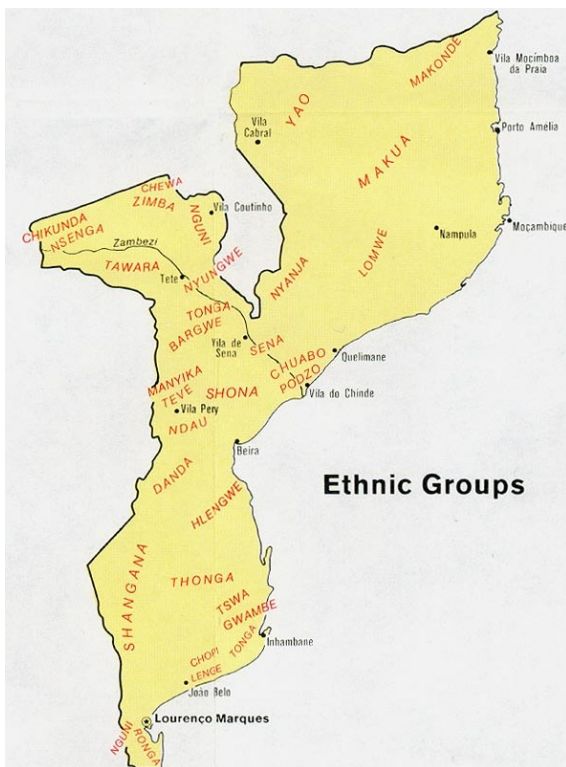 MAKONDE
Vila Mocímboa
da Praia
YAO
Vila
Cabral
Porto Amélia
MAKUA
CHEWA
ZIMBA
NGUNI
Vila Coutinho
CHIKUNDA
NSENGA
Zambezi
Moçambique
Nampula
LOMWE
TAWARA
Tete
NYUNGWE
NYANJA
TONGA
BARGWE
Vila de
Sena
SENA
CHUABO
PODZO
Quelimane
Vila do Chinde
MANYIKA
TEVE
SHONA
Vila Pery
NDAU
Beira
DANDA
Ethnic Groups
HLENGWE
SHANGANA
THONGA
TSWA
GWAMBE
Inhambane
TONGA
CHOPI
LENGE
João Belo
Lourenço Marques
NGUNI
RONGA